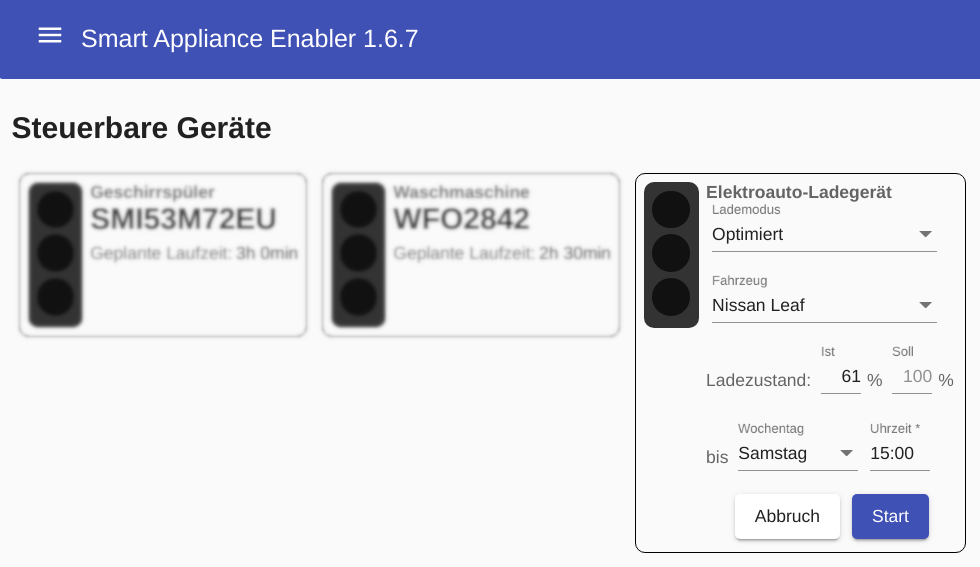 Smart Appliance Enabler 1.6.7
Steuerbare Geräte
Geschirrspüler
SMI53M72EU
Geplante Laufzeit: 3h 0min
Waschmaschine
WFO2842
Geplante Laufzeit: 2h 30min
Elektroauto-Ladegerät
Lademodus
Optimiert
Fahrzeug
Nissan Leaf
Ist Soll
Ladezustand: 61 % 100 %
Wochentag Uhrzeit *
bis Samstag 15:00
Abbruch Start